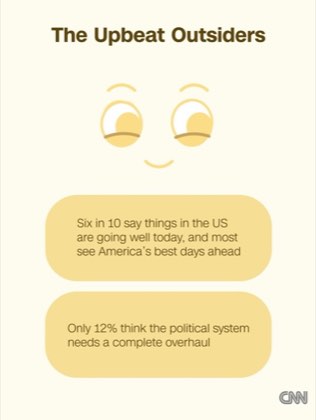 The Upbeat Outsiders
Six in 10 say things in the US
are going well today, and most
see America's best days ahead
Only 12% think the political system
needs a complete overhaul
CNN